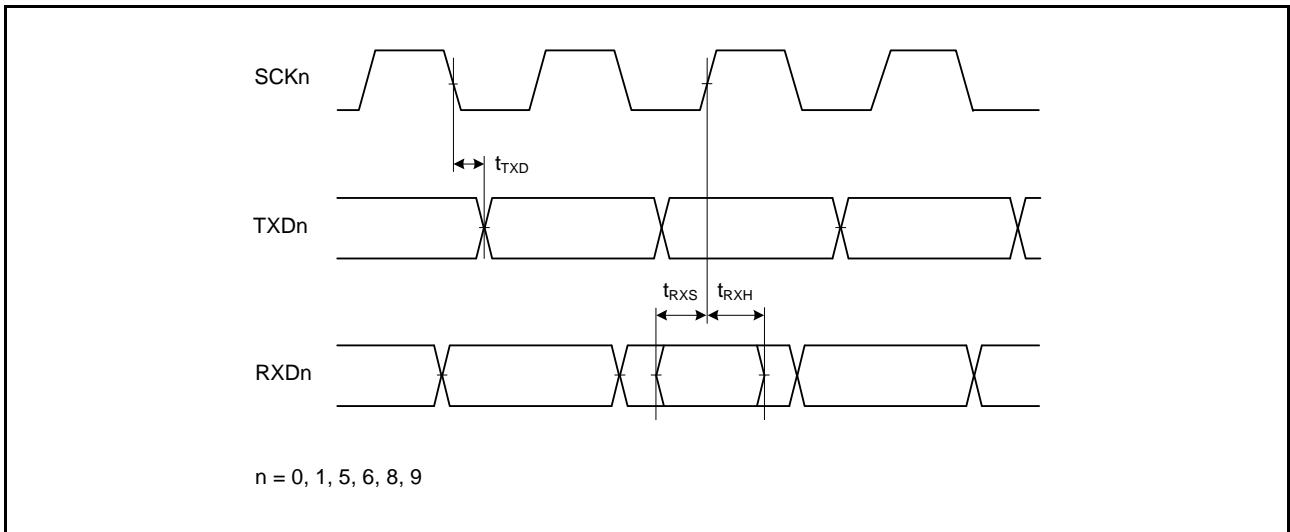 SCKn
tTXD
TXDn
tRXS tRXH
RXDn
n = 0, 1, 5, 6, 8, 9